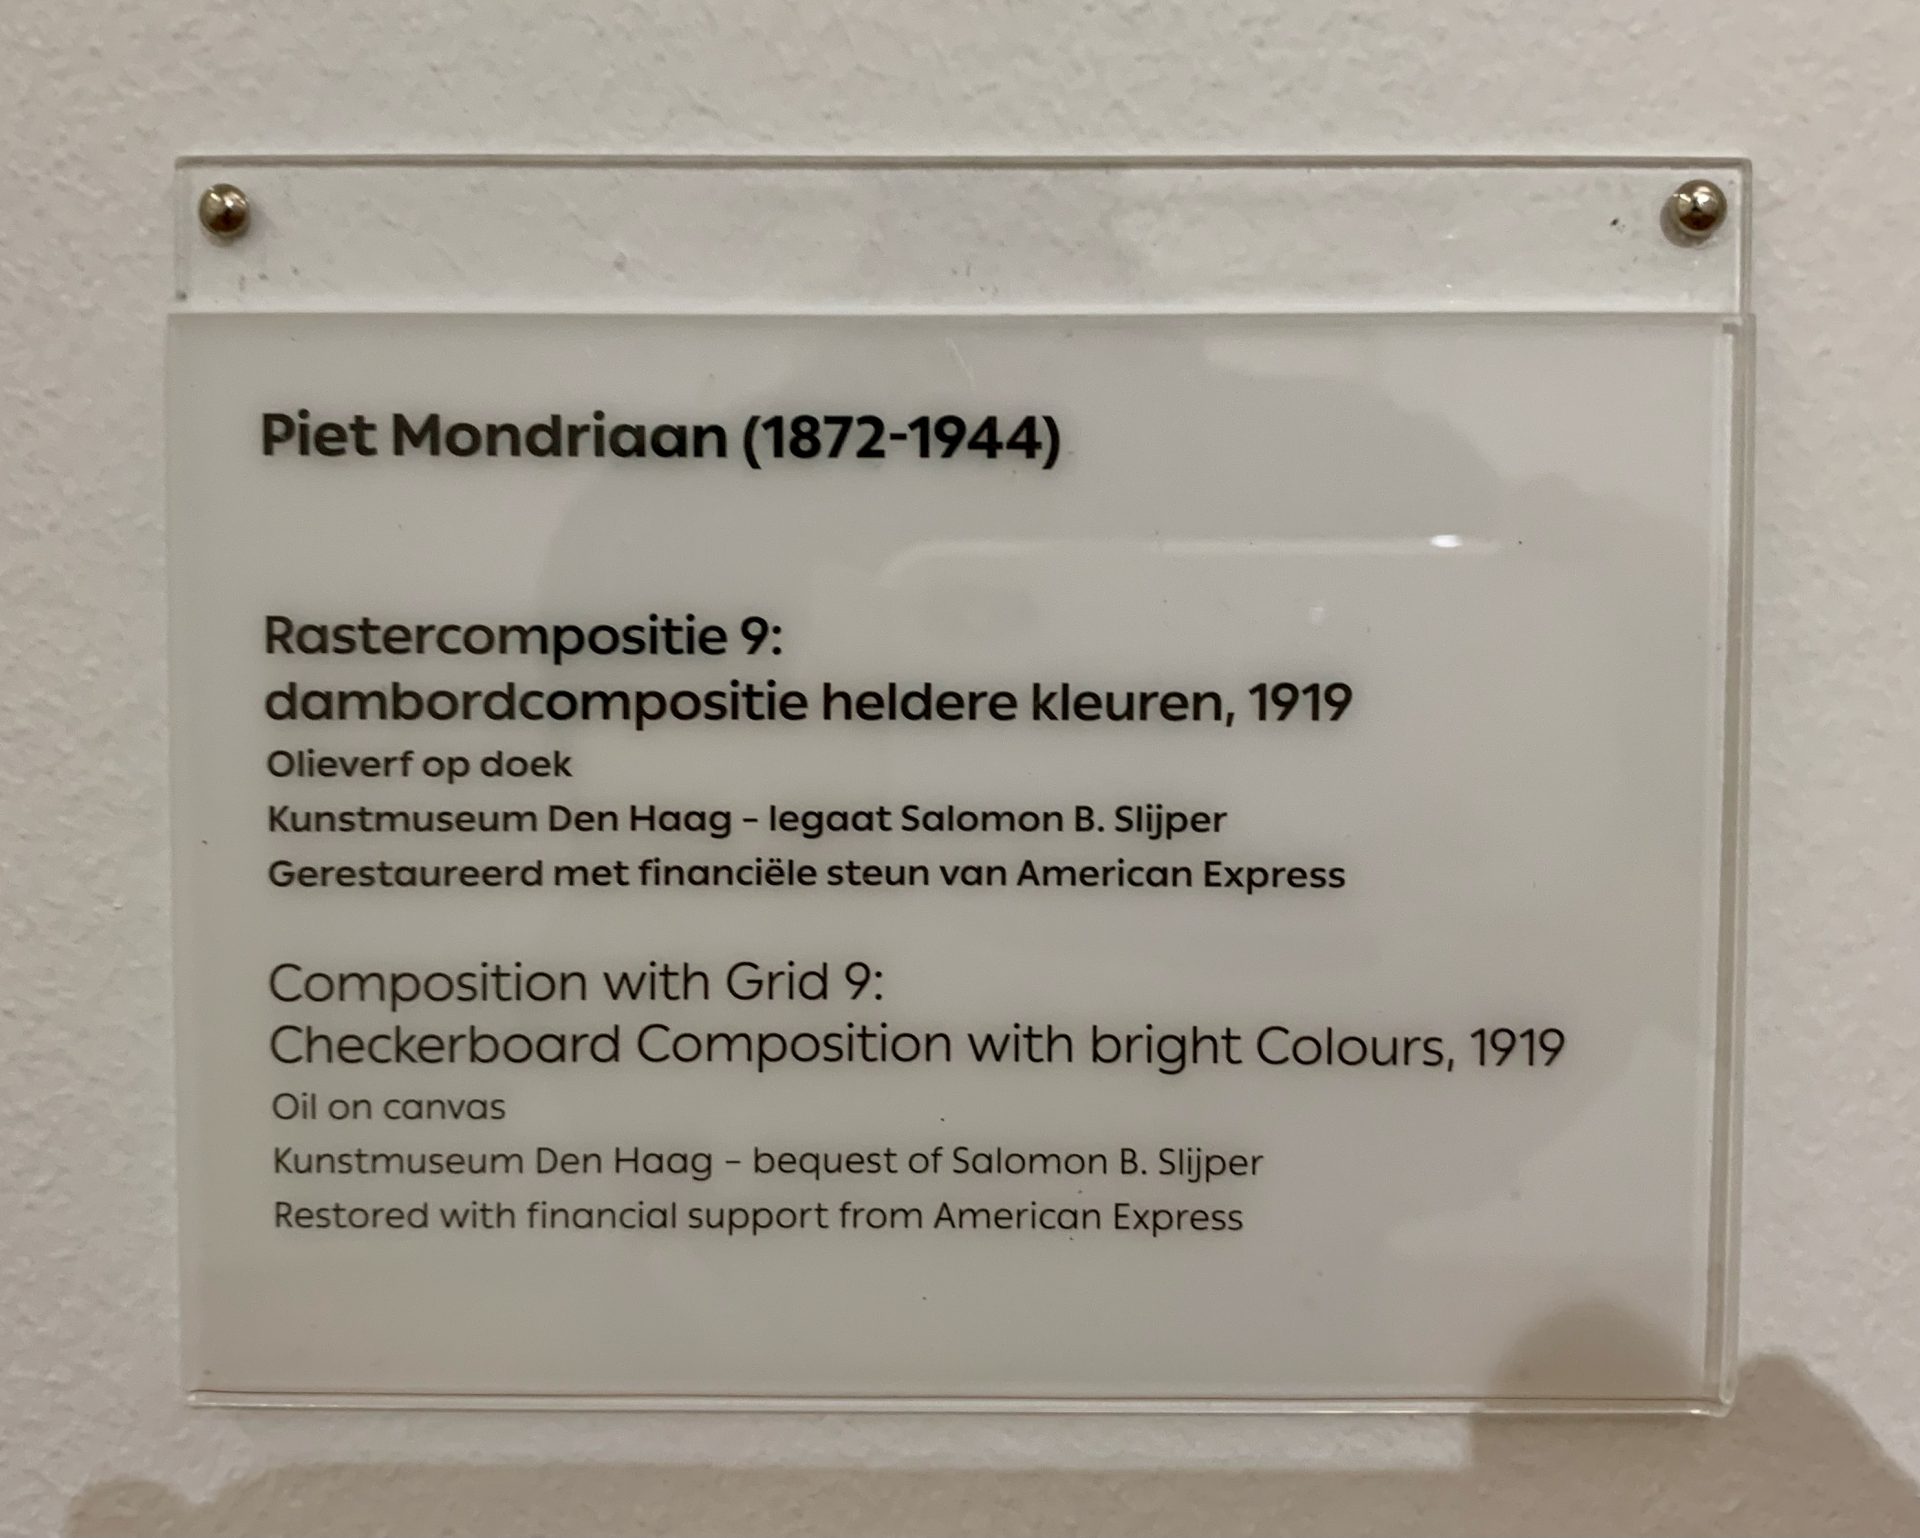 Piet Mondriaan (1872-1944)
Rastercompositie 9:
dambordcompositie heldere kleuren, 1919
Olieverf op doek
Kunstmuseum Den Haag – legaat Salomon B. Slijper
Gerestaureerd met financiële steun van American Express
Composition with Grid 9:
Checkerboard Composition with bright Colours, 1919
Oil on canvas
Kunstmuseum Den Haag – bequest of Salomon B. Slijper
Restored with financial support from American Express